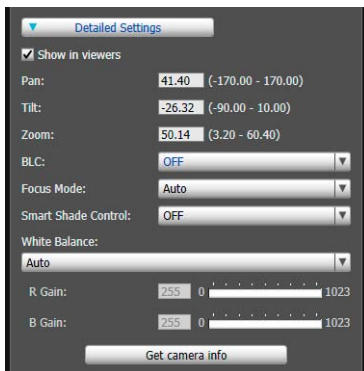 Detailed Settings
Show in viewers
Pan: 41.40 (-170.00 - 170.00)
Tilt: -26.32 (-90.00 - 10.00)
Zoom: 50.14 (3.20 - 60.40)
BLC: OFF
Focus Mode: Auto
Smart Shade Control: OFF
White Balance:
Auto
R Gain: 255 0 1023
B Gain: 255 0 1023
Get camera info